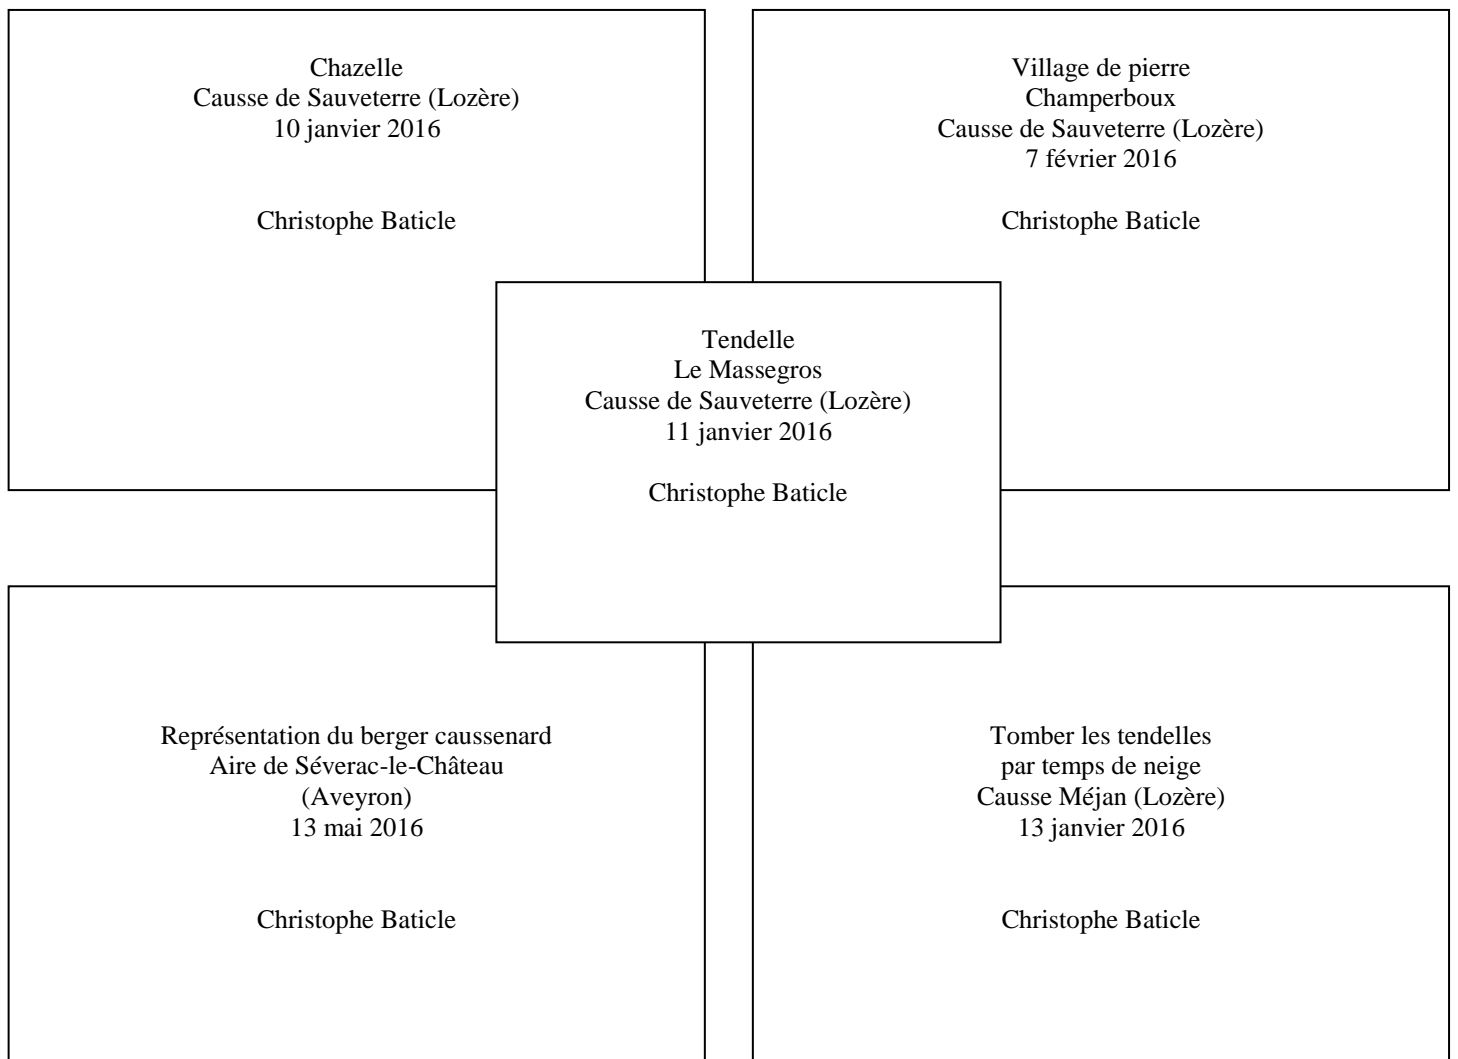 Chazelle
Causse de Sauveterre (Lozère)
10 janvier 2016
Christophe Baticle
Village de pierre
Champerboux
Causse de Sauveterre (Lozère)
7 février 2016
Christophe Baticle
Tendelle
Le Massegros
Causse de Sauveterre (Lozère)
11 janvier 2016
Christophe Baticle
Représentation du berger caussenard
Aire de Séverac-le-Château
(Aveyron)
13 mai 2016
Christophe Baticle
Tomber les tendelles
par temps de neige
Causse Méjan (Lozère)
13 janvier 2016
Christophe Baticle